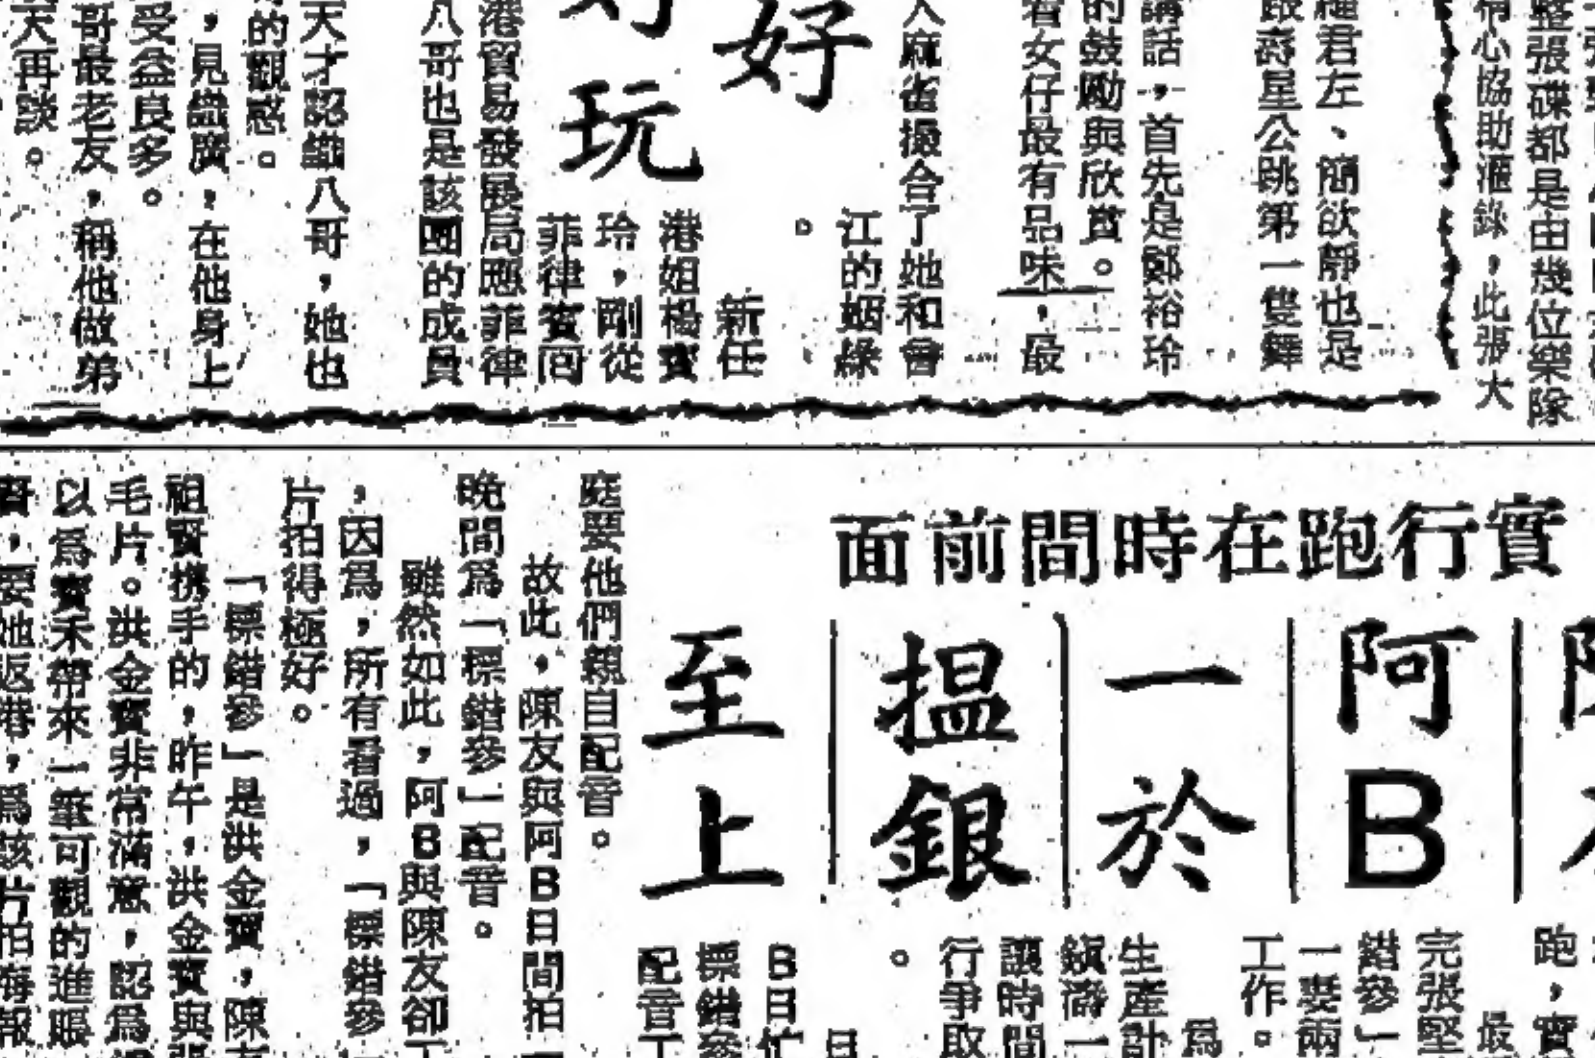 整張碟都是由幾位樂隊
心協助灌錄，此張大
君左、簡欲靜也是
跟壽星公跳第一隻舞
講話，首先是鄭裕玲
的鼓勵與欣賞。
看女仔最有品味，最
人麻雀撮合了她和曾
江的姻緣
。
好
好玩
新任
港姐楊寶
玲，剛從
菲律賓回
港貿易發展局應菲律
八哥也是該團的成員
天才認識八哥，她也
的觀感。
，見識廣，在他身上
受益良多。
哥最老友，稱他做弟
天再談。
實行跑在時間前面
阿B
一於
搵銀
至上
跑，實
最
完張堅
錯參」
一要兩
工作。
為
生產計
鎮濟一
讓時間
行爭取
。
日
B日忙
標錯參
配音工
庭要他們親自配音。
故此，陳友與阿B日間拍
晚間為「標錯參」配音。
雖然如此，阿B與陳友卻工
，因為，所有看過，「標錯參
片拍得極好。
「標錯參」是洪金寶，陳友
祖賢携手的，昨午，洪金寶與張
毛片。洪金寶非常滿意，認為
以為寶禾帶來一筆可觀的進賬
，要她返港，為該片拍海報